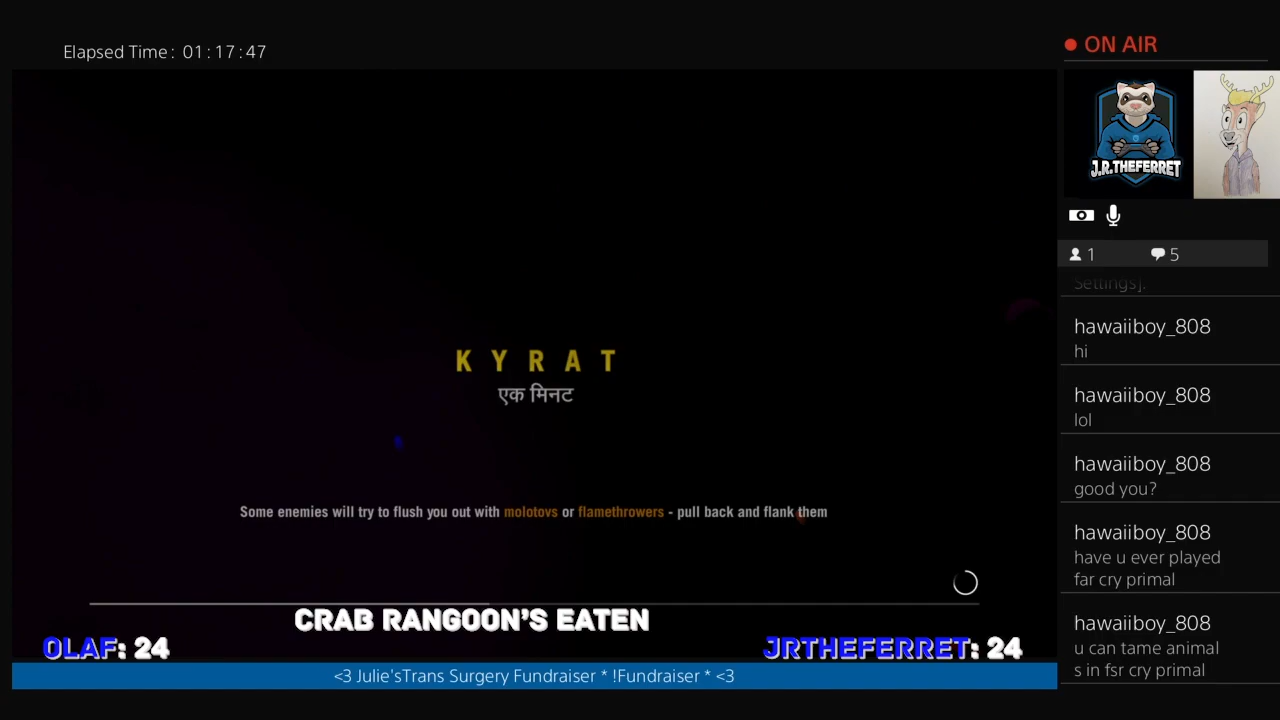 Elapsed Time: 01:17:47
ON AIR
J.R.THEFERRET
1
5
Settings].
hawaiiboy_808
hi
hawaiiboy_808
lol
hawaiiboy_808
good you?
hawaiiboy_808
have u ever played
far cry primal
hawaiiboy_808
u can tame animal
s in fsr cry primal
KYRAT
एक मिनट
Some enemies will try to flush you out with molotovs or flamethrowers - pull back and flank them
CRAB RANGOON'S EATEN
OLAF: 24
JRTHEFERRET: 24
<3 Julie'sTrans Surgery Fundraiser * !Fundraiser * <3